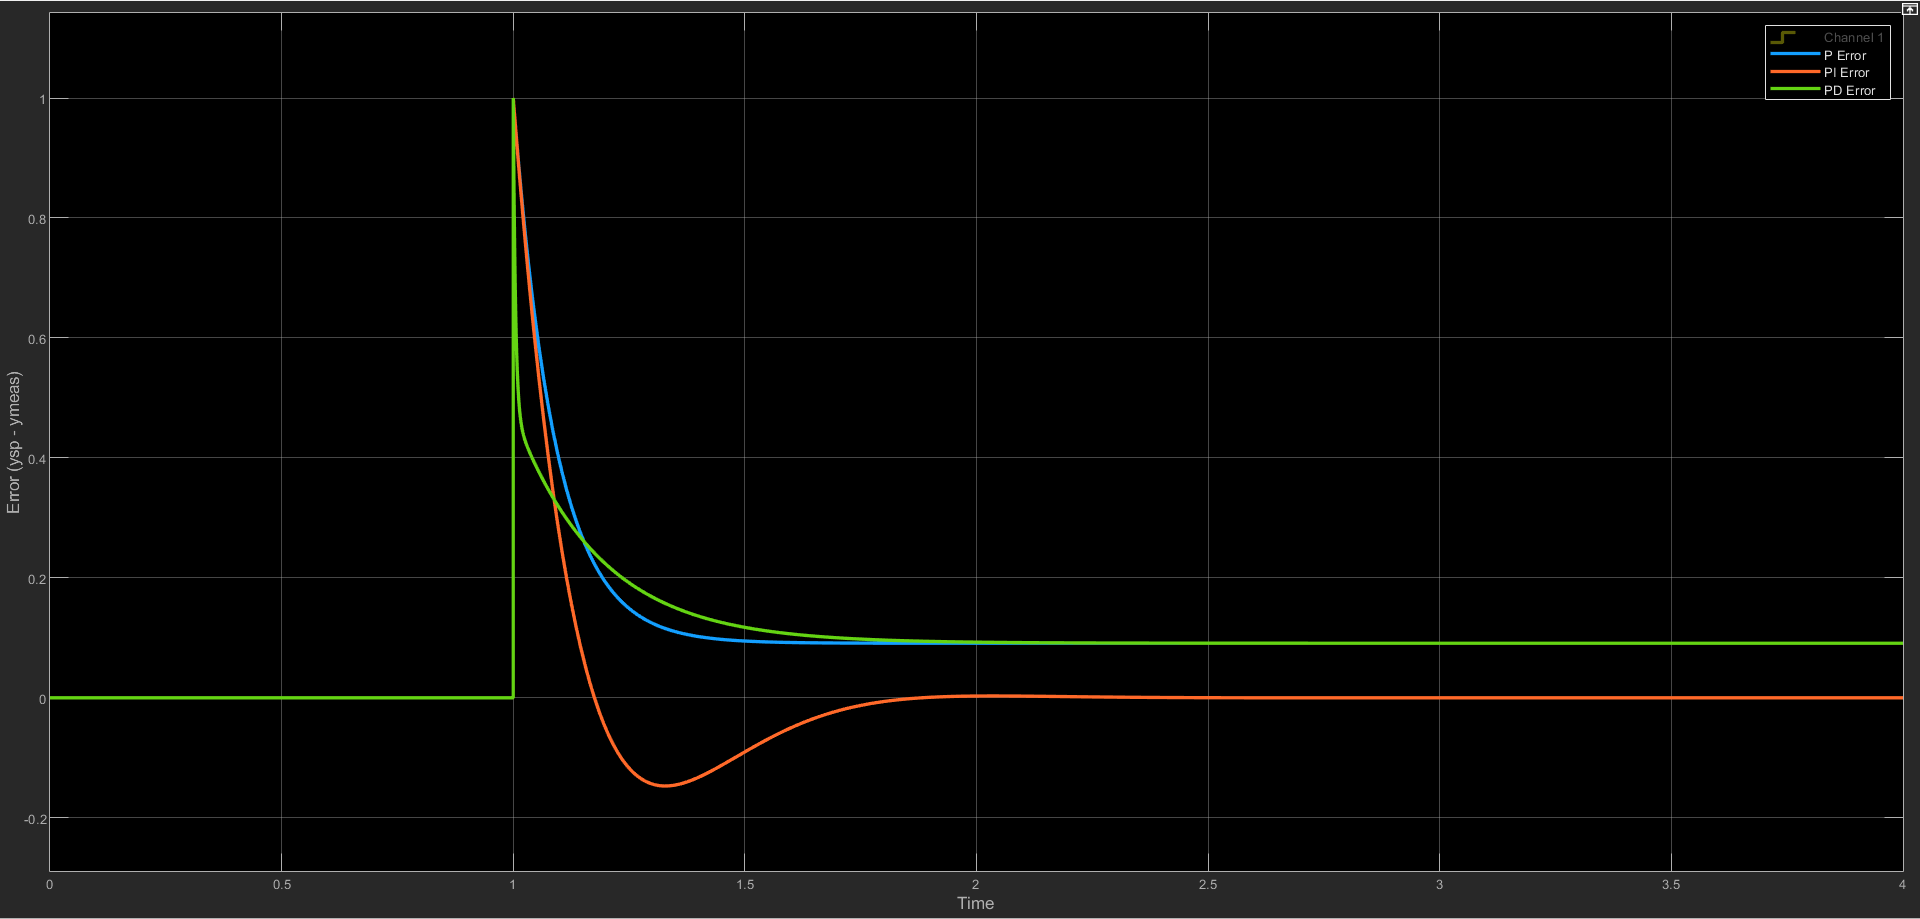 Channel 1
P Error
PI Error
PD Error
1
0.8
0.6
0.4
0.2
0
-0.2
Error (ysp - ymeas)
0 0.5 1 1.5 2 2.5 3 3.5 4
Time